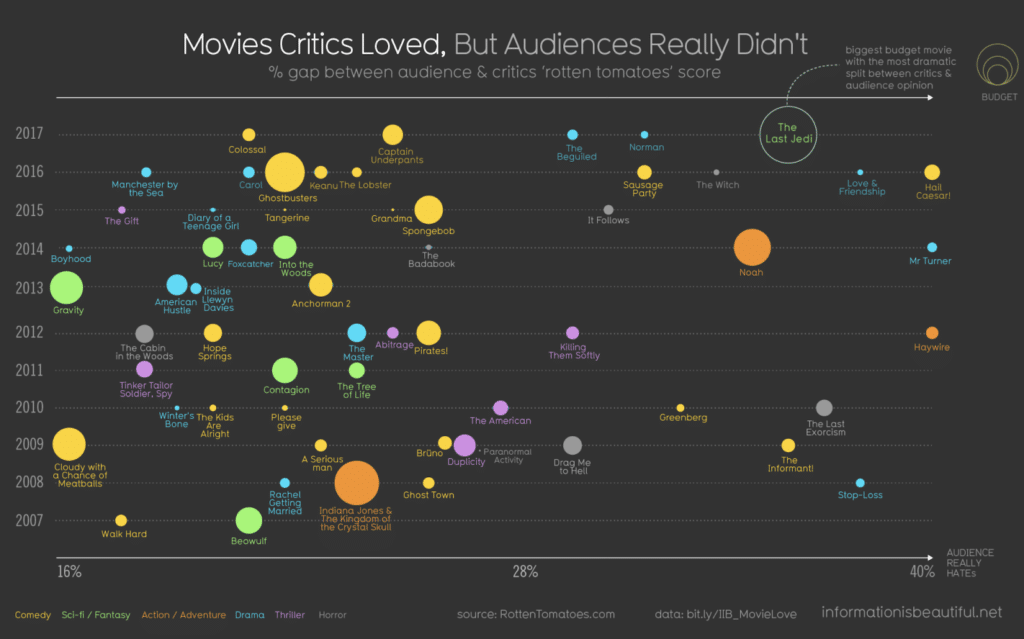 Movies Critics Loved, But Audiences Really Didn't
% gap between audience & critics 'rotten tomatoes' score
biggest budget movie
with the most dramatic
split between critics &
audiience opinion
BUDGET
2017
Colossal
Captain
Underpants
The
Beguiled
Norman
The
Last Jedi
2016
Manchester by
the Sea
Carol
Ghostbusters
Keanu
The Lobster
Sausage
Party
The Witch
Love &
Friendship
Hail
Caesar!
2015
The Gift
Diary of a
Teenage Girl
Tangerine
Grandma
Spongebob
It Follows
2014
Boyhood
Lucy
Foxcatcher
Into the
Woods
The
Badabook
Noah
Mr Turner
2013
Gravity
American
Hustle
Inside
Llewyn
Davies
Anchorman 2
2012
The Cabin
in the Woods
Hope
Springs
The
Master
Abitrage
Pirates!
Killing
Them Softly
Haywire
2011
Tinker Tailor
Soldier, Spy
Contagion
The Tree
of Life
2010
Winter's
Bone
The Kids
Are
Alright
Please
give
The American
Greenberg
The Last
Exorcism
2009
Cloudy with
a Chance of
Meatballs
A Serious
man
Brüno
Duplicity
Paranormal
Activity
Drag Me
to Hell
The
Informant!
2008
Rachel
Getting
Married
Indiana Jones &
The Kingdom of
the Crystal Skull
Ghost Town
Stop-Loss
2007
Walk Hard
Beowulf
16%
28%
40%
AUDIENCE
REALLY
HATEs
Comedy Sci-fi / Fantasy Action / Adventure Drama Thriller Horror
source: RottenTomatoes.com
data: bit.ly/IIB_MovieLove
informationisbeautiful.net